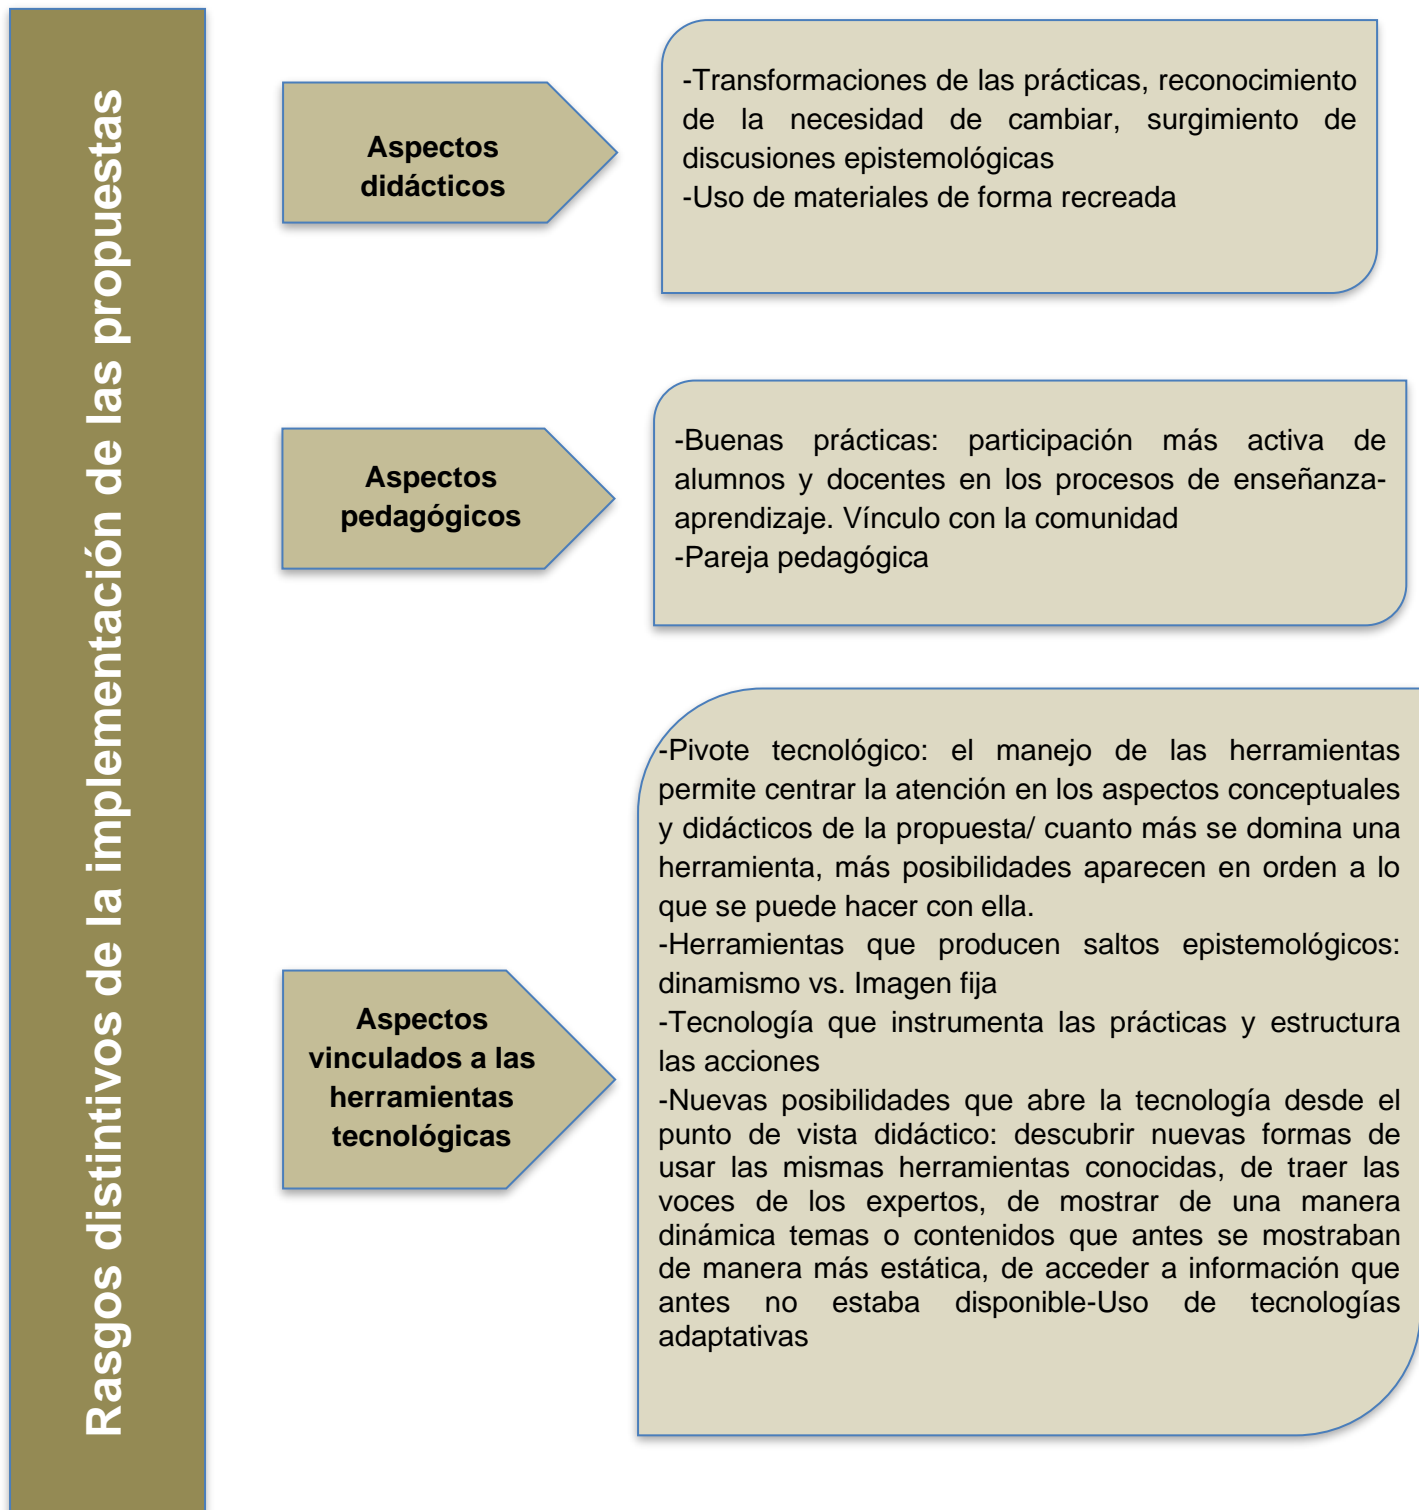 Rasgos distintivos de la implementación de las propuestas
Aspectos
didácticos
-Transformaciones de las prácticas, reconocimiento
de la necesidad de cambiar, surgimiento de
discusiones epistemológicas
-Uso de materiales de forma recreada
Aspectos
pedagógicos
-Buenas prácticas: participación más activa de
alumnos y docentes en los procesos de enseñanza-
aprendizaje. Vínculo con la comunidad
-Pareja pedagógica
Aspectos
vinculados a las
herramientas
tecnológicas
-Pivote tecnológico: el manejo de las herramientas
permite centrar la atención en los aspectos conceptuales
y didácticos de la propuesta/ cuanto más se domina una
herramienta, más posibilidades aparecen en orden a lo
que se puede hacer con ella.
-Herramientas que producen saltos epistemológicos:
dinamismo vs. Imagen fija
-Tecnología que instrumenta las prácticas y estructura
las acciones
-Nuevas posibilidades que abre la tecnología desde el
punto de vista didáctico: descubrir nuevas formas de
usar las mismas herramientas conocidas, de traer las
voces de los expertos, de mostrar de una manera
dinámica temas o contenidos que antes se mostraban
de manera más estática, de acceder a información que
antes no estaba disponible-Uso de tecnologías
adaptativas